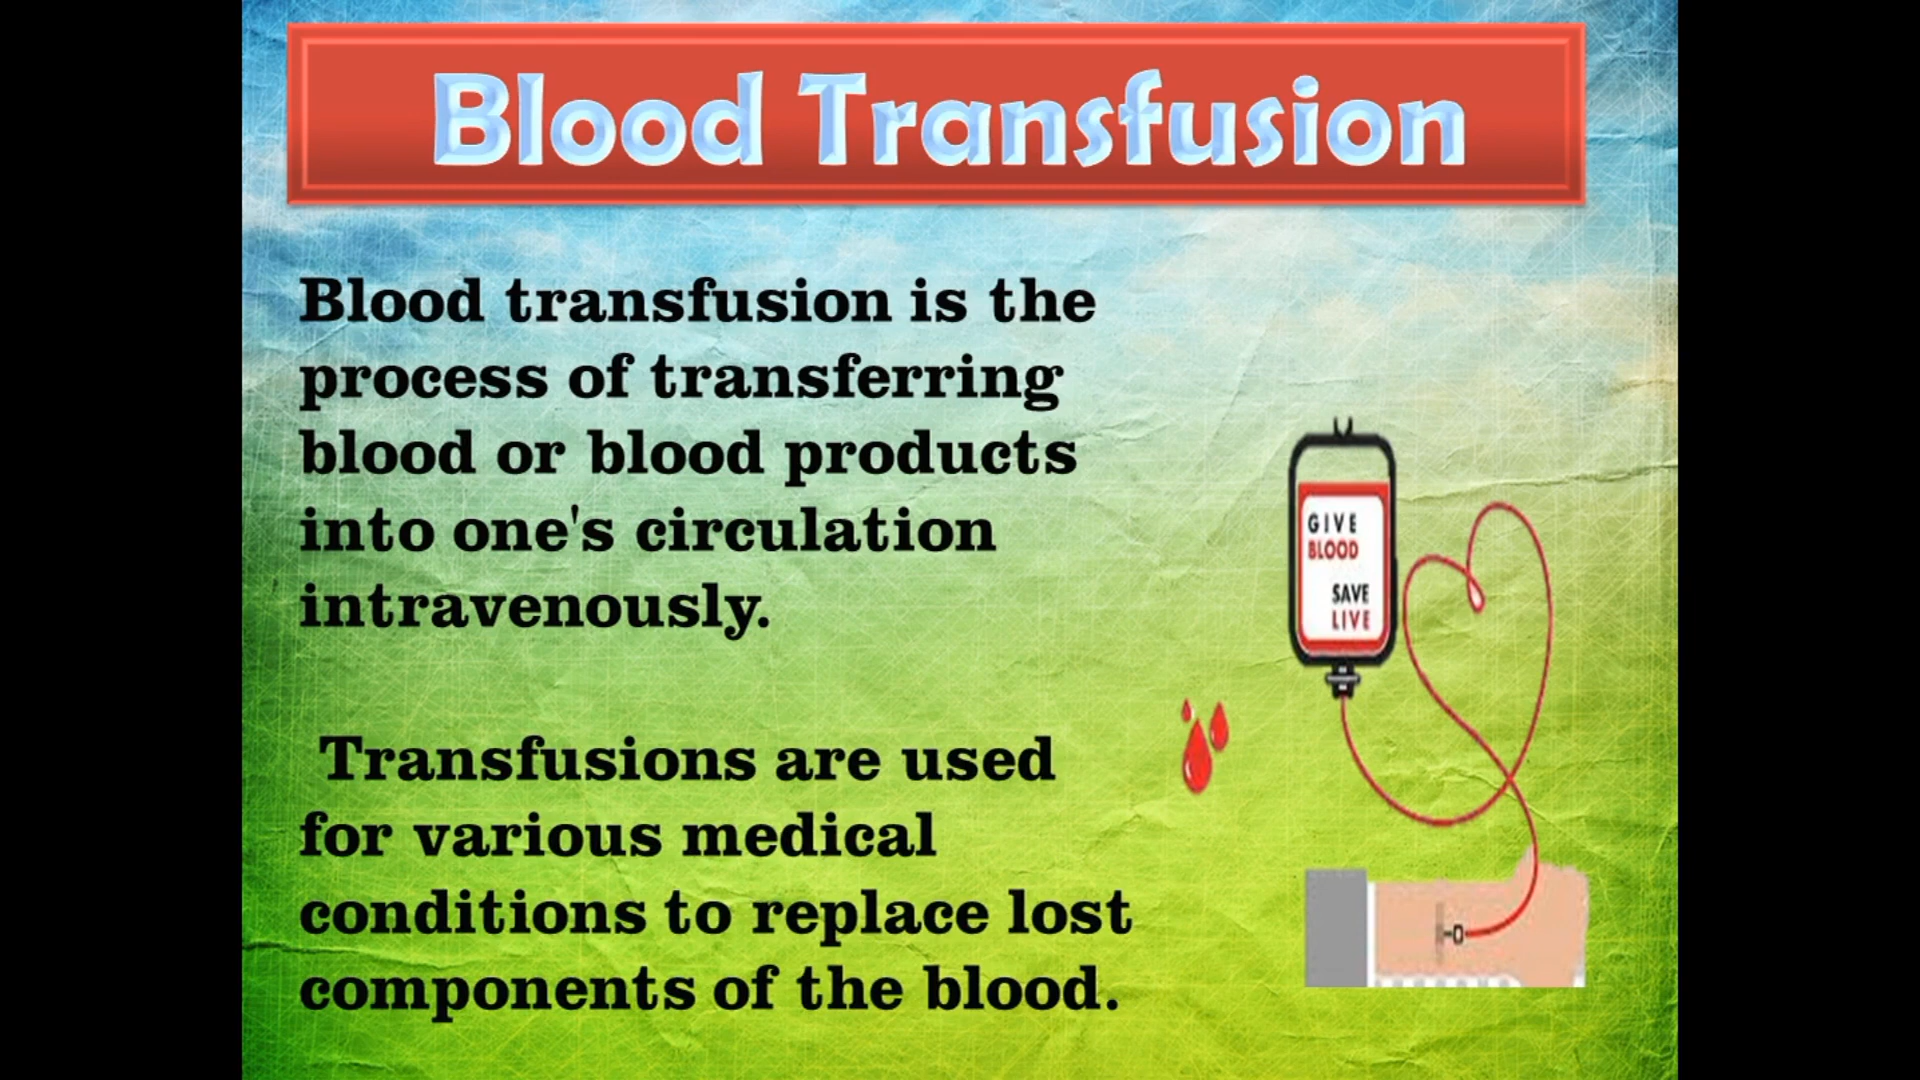 Blood Transfusion
Blood transfusion is the
process of transferring
blood or blood products
into one's circulation
intravenously.
Transfusions are used
for various medical
conditions to replace lost
components of the blood.
GIVE
BLOOD
SAVE
LIVE